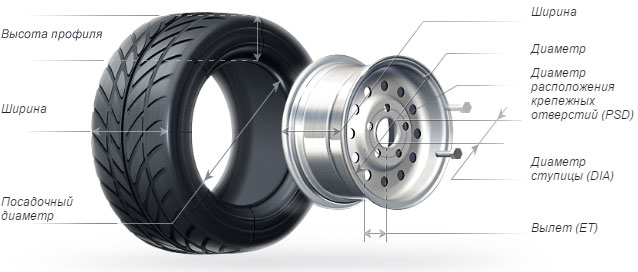 Высота профиля
Ширина
Посадочный
диаметр
Ширина
Диаметр
Диаметр
расположения
крепежных
отверстий (PSD)
Диаметр
ступицы (DIA)
Вылет (ET)